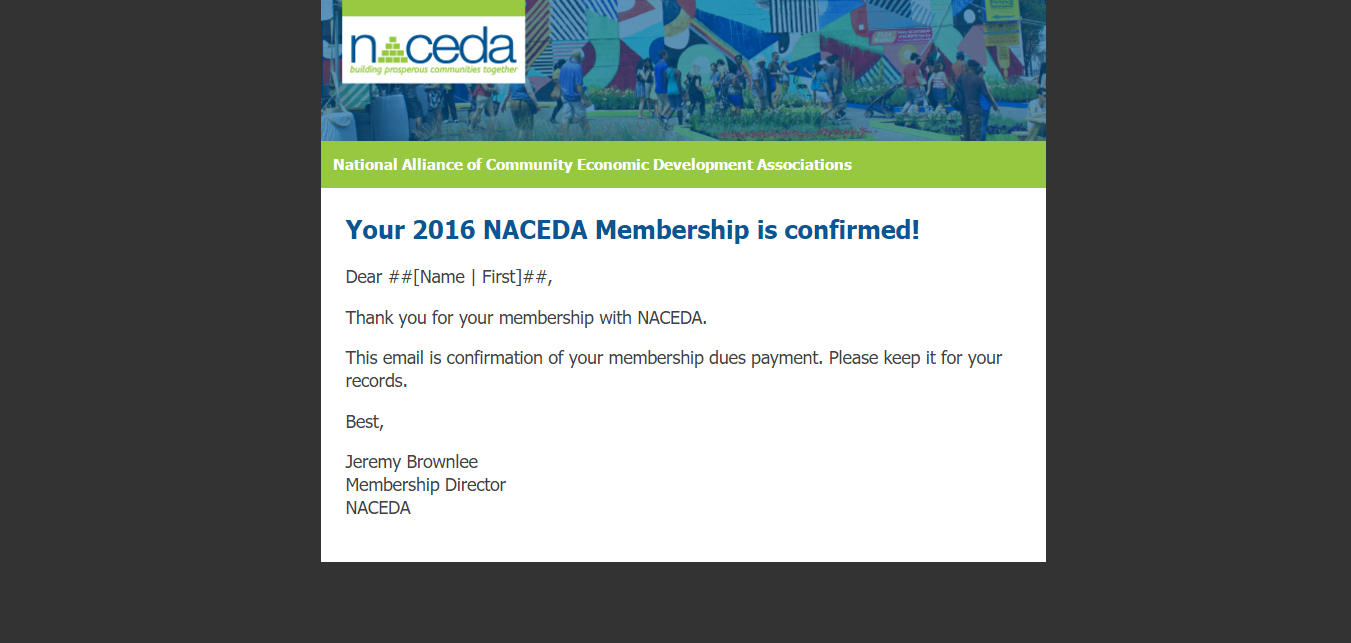 naceda
building prosperous communities together
National Alliance of Community Economic Development Associations
Your 2016 NACEDA Membership is confirmed!
Dear ##[Name | First]##,
Thank you for your membership with NACEDA.
This email is confirmation of your membership dues payment. Please keep it for your
records.
Best,
Jeremy Brownlee
Membership Director
NACEDA